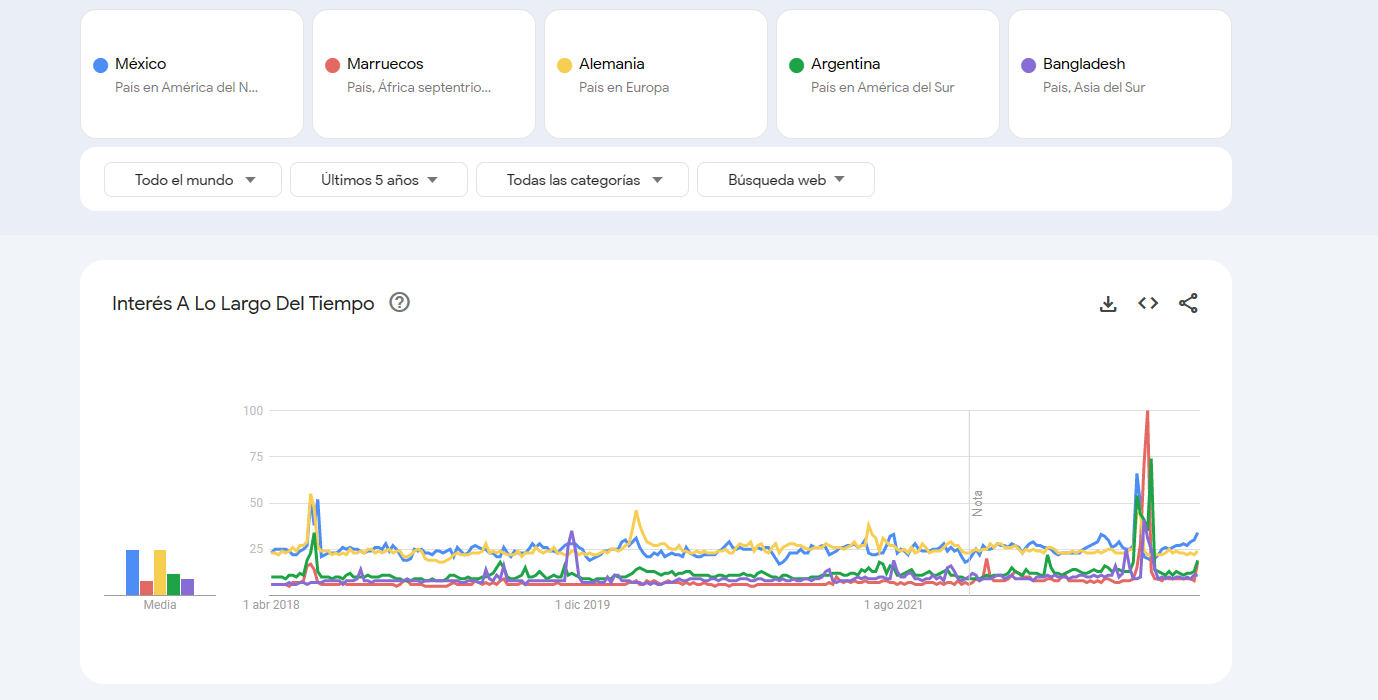 México
País en América del N...
Marruecos
País, África septentrio...
Alemania
País en Europa
Argentina
País en América del Sur
Bangladesh
País, Asia del Sur
Todo el mundo
Últimos 5 años
Todas las categorías
Búsqueda web
Interés A Lo Largo Del Tiempo
?
100
75
50
25
Nota
Media
1 abr 2018
1 dic 2019
1 ago 2021